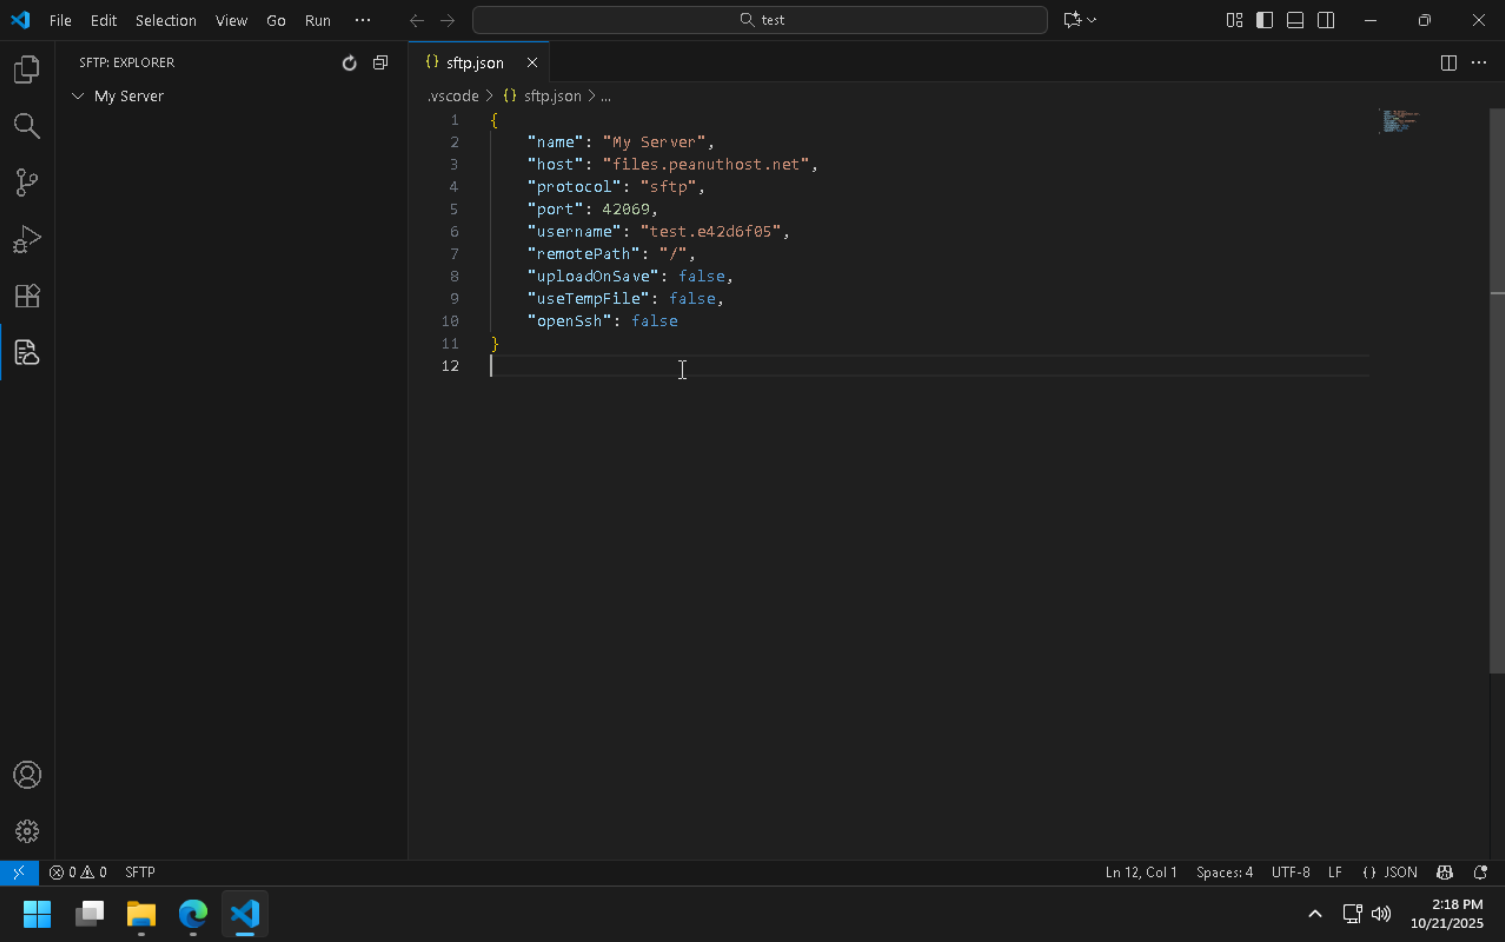 File Edit Selection View Go Run ··· test
SFTP: EXPLORER
My Server
{} sftp.json
.vscode > {} sftp.json > ...
1 {
2 "name": "My Server",
3 "host": "files.peanuthost.net",
4 "protocol": "sftp",
5 "port": 42069,
6 "username": "test.e42d6f05",
7 "remotePath": "/",
8 "uploadOnSave": false,
9 "useTempFile": false,
10 "openSsh": false
11 }
12
0 0 SFTP Ln 12, Col 1 Spaces: 4 UTF-8 LF {} JSON
2:18 PM
10/21/2025